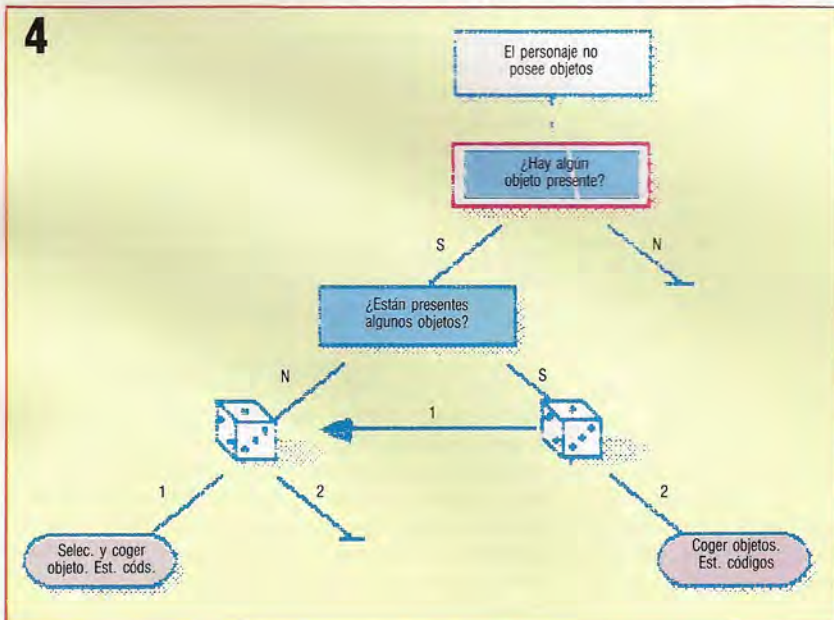 4
El personaje no
posee objetos
¿Hay algún
objeto presente?
S
N
¿Están presentes
algunos objetos?
N
S
1
1
2
2
Selec. y coger
objeto. Est. códs.
Coger objetos.
Est. códigos